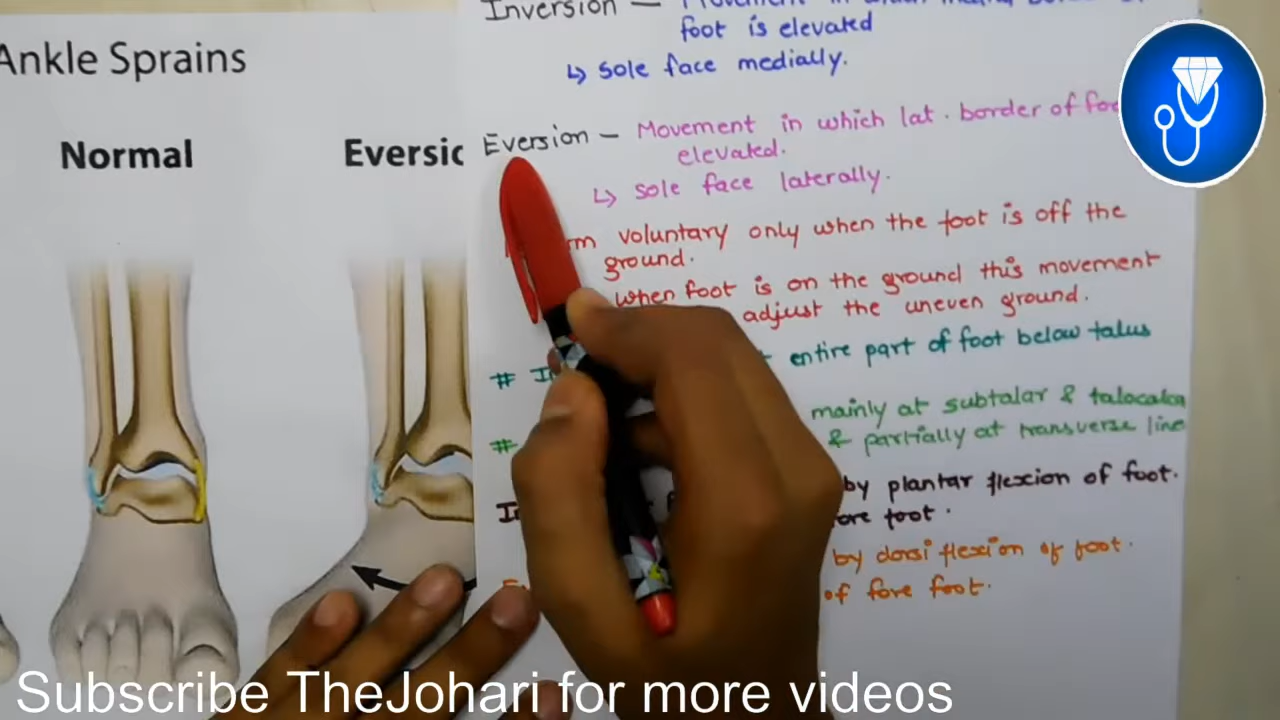 Ankle Sprains
Normal
Eversic
Inversion –
foot is elevated
↳ sole face medially.
Eversion – Movement in which lat. border of foo
elevated.
↳ sole face laterally.
voluntary only when the foot is off the
ground.
when foot is on the ground this movement
adjust the uneven ground.
# entire part of foot below talus
# mainly at subtalar & talocalca
& partially at transverse line
by plantar flexion of foot.
foot.
by dorsi flexion of foot.
of fore foot.
Subscribe TheJohari for more videos